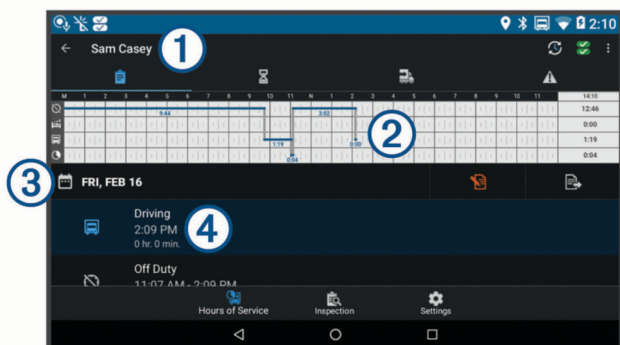 2:10
Sam Casey
1
M 1 2 3 4 5 6 7 8 9 10 11 N 1 2 3 4 5 6 7 8 9 10 11 14:10
9:44 3:02 12:46
0:00
1:19 0:00 1:19
0:04 0:04
2
3
FRI, FEB 16
Driving
2:09 PM
0 hr. 0 min.
4
Off Duty
11:07 AM - 2:09 PM
Hours of Service Inspection Settings